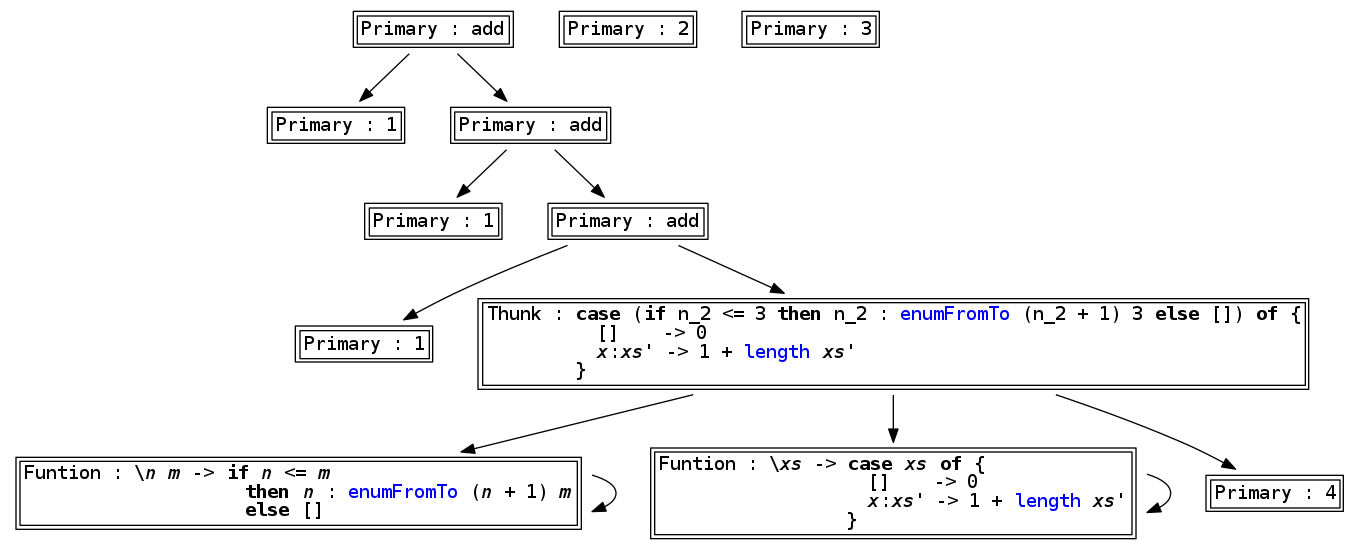 Primary : add
Primary : 2
Primary : 3
Primary : 1
Primary : add
Primary : 1
Primary : add
Primary : 1
Thunk : case (if n_2 <= 3 then n_2 : enumFromTo (n_2 + 1) 3 else []) of {
[]    -> 0
x:xs' -> 1 + length xs'
}
Funtion : \n m -> if n <= m
then n : enumFromTo (n + 1) m
else []
Funtion : \xs -> case xs of {
[]    -> 0
x:xs' -> 1 + length xs'
}
Primary : 4